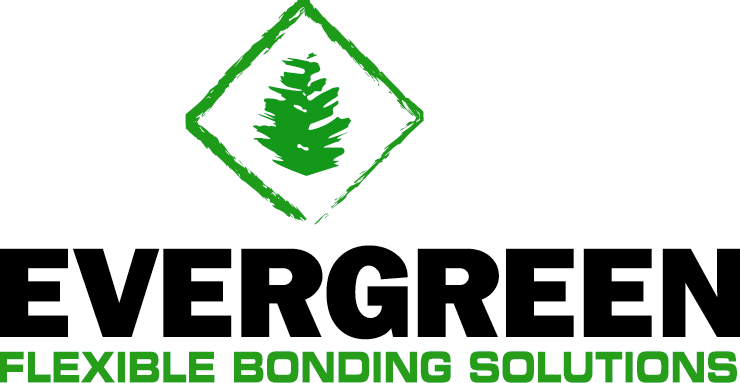 EVERGREEN
FLEXIBLE BONDING SOLUTIONS